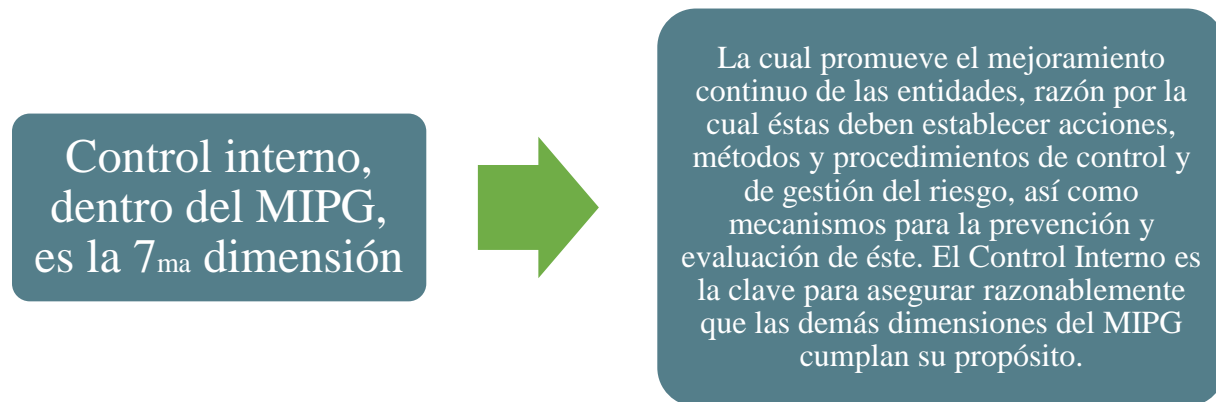 Control interno,
dentro del MIPG,
es la 7ma dimensión
La cual promueve el mejoramiento
continuo de las entidades, razón por la
cual éstas deben establecer acciones,
métodos y procedimientos de control y
de gestión del riesgo, así como
mecanismos para la prevención y
evaluación de éste. El Control Interno es
la clave para asegurar razonablemente
que las demás dimensiones del MIPG
cumplan su propósito.